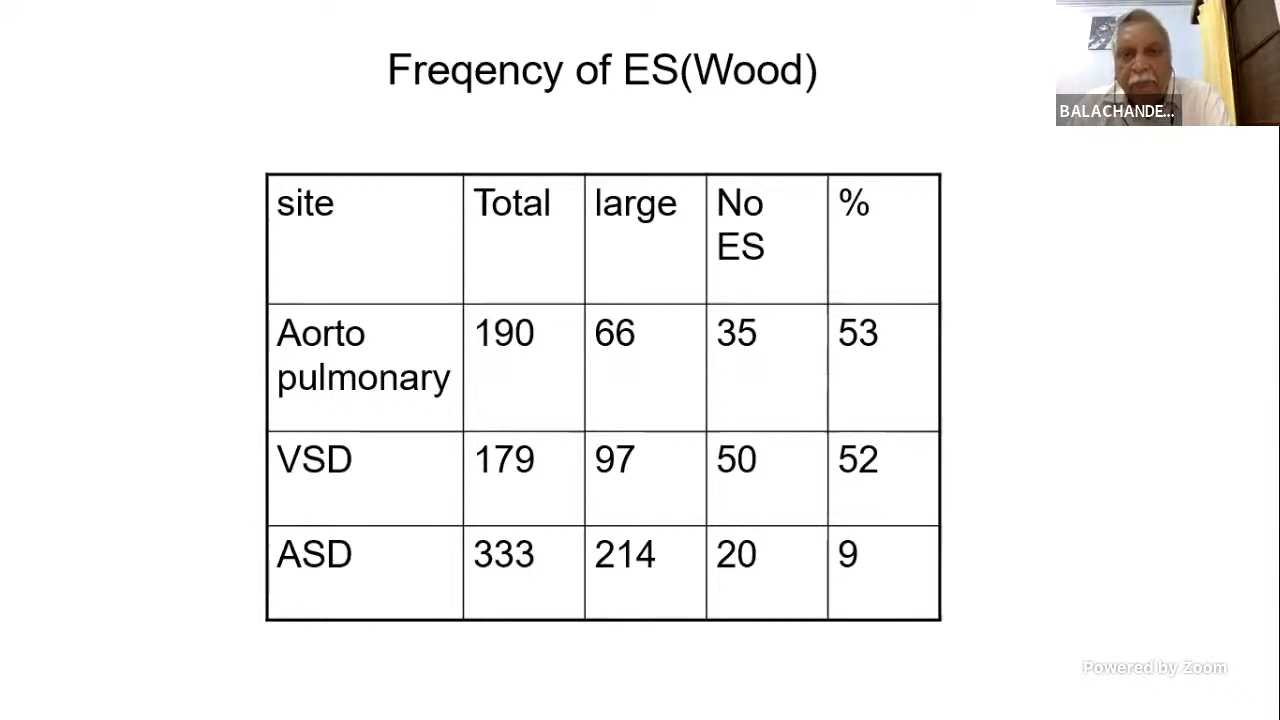 Freqency of ES(Wood)
BALACHANDE...
site Total large No
ES %
Aorto
pulmonary 190 66 35 53
VSD 179 97 50 52
ASD 333 214 20 9
Powered by Zoom